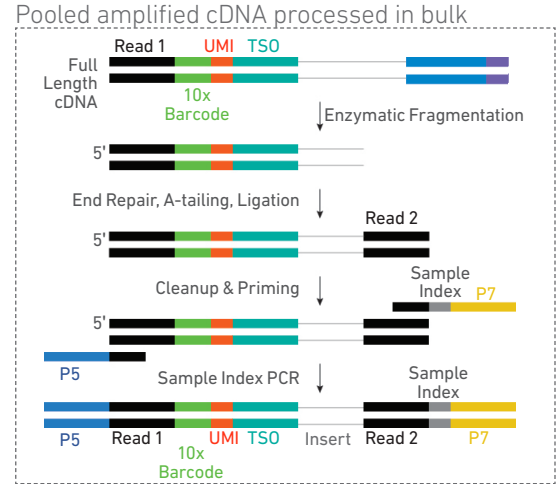 Pooled amplified cDNA processed in bulk
Read 1 UMI TSO
Full
Length
cDNA
10x
Barcode
Enzymatic Fragmentation
5'
End Repair, A-tailing, Ligation
Read 2
5'
Cleanup & Priming
Sample
Index P7
5'
P5
Sample Index PCR
Sample
Index
P5 Read 1 UMI TSO Insert Read 2 P7
10x
Barcode